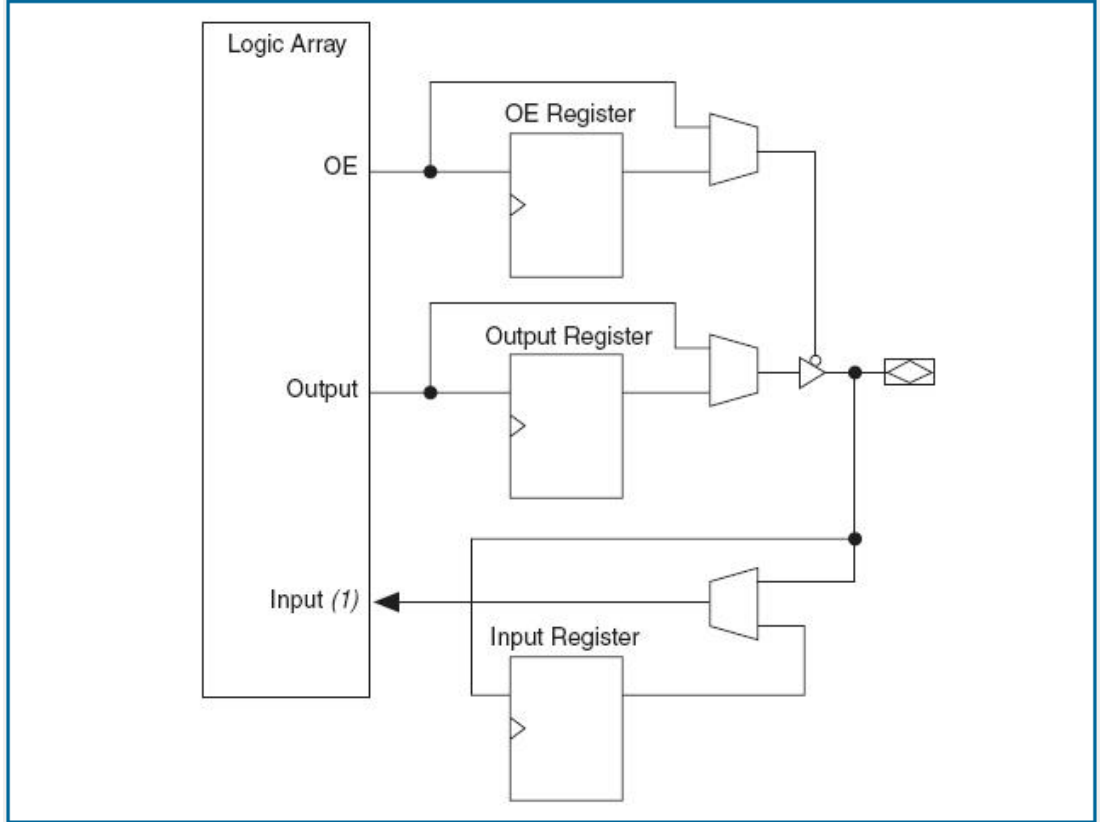 Logic Array
OE Register
OE
Output Register
Output
Input (1)
Input Register